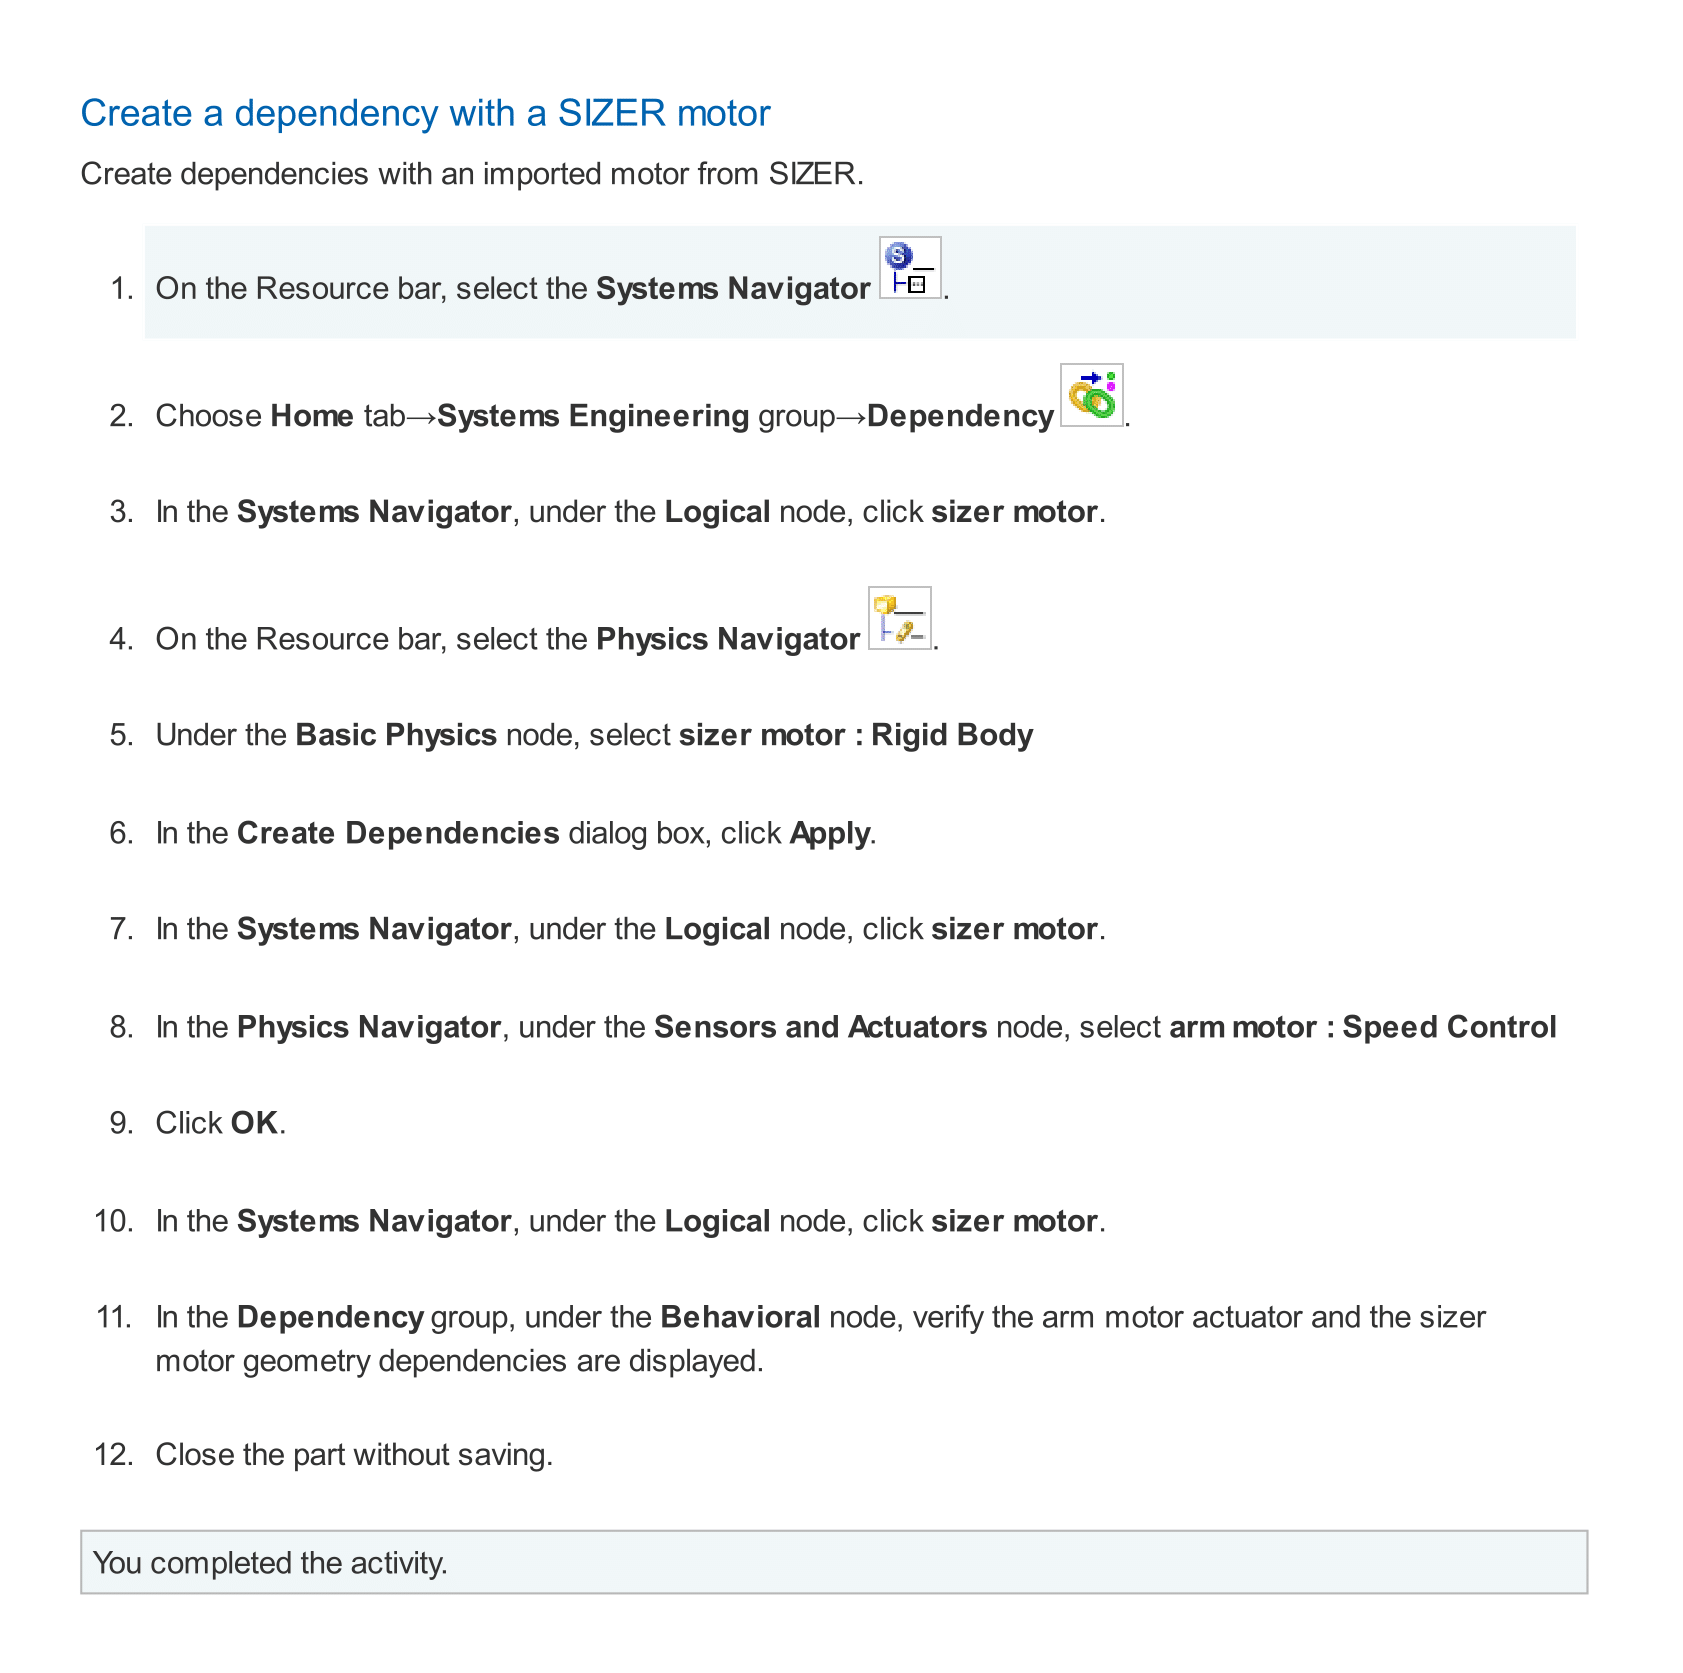 Create a dependency with a SIZER motor
Create dependencies with an imported motor from SIZER.
1. On the Resource bar, select the Systems Navigator .
2. Choose Home tab→Systems Engineering group→Dependency .
3. In the Systems Navigator, under the Logical node, click sizer motor.
4. On the Resource bar, select the Physics Navigator .
5. Under the Basic Physics node, select sizer motor : Rigid Body
6. In the Create Dependencies dialog box, click Apply.
7. In the Systems Navigator, under the Logical node, click sizer motor.
8. In the Physics Navigator, under the Sensors and Actuators node, select arm motor : Speed Control
9. Click OK.
10. In the Systems Navigator, under the Logical node, click sizer motor.
11. In the Dependency group, under the Behavioral node, verify the arm motor actuator and the sizer
motor geometry dependencies are displayed.
12. Close the part without saving.
You completed the activity.